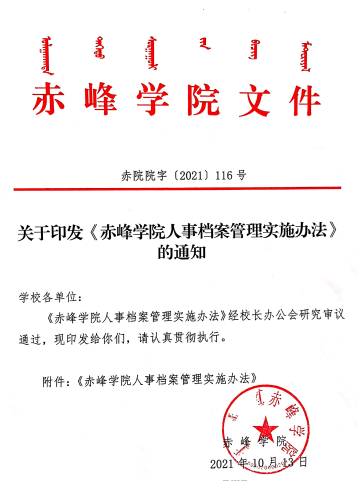 赤峰学院文件
赤院院字〔2021〕116号
关于印发《赤峰学院人事档案管理实施办法》
的通知
学校各单位：
《赤峰学院人事档案管理实施办法》经校长办公会研究审议
通过，现印发给你们，请认真贯彻执行。
附件：《赤峰学院人事档案管理实施办法》
赤峰学院
赤峰学院
2021年10月13日